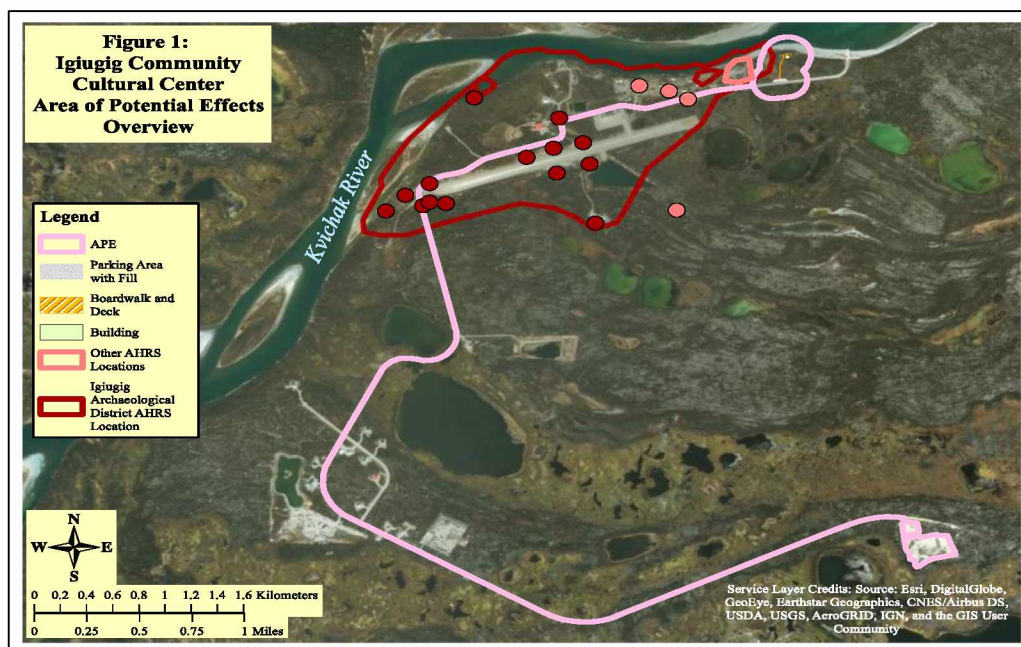 Figure 1:
Igiugig Community
Cultural Center
Area of Potential Effects
Overview
Kvichak River
Legend
APE
Parking Area
with Fill
Boardwalk and
Deck
Building
Other AHRS
Locations
Igiugig
Archaeological
District AHRS
Location
N
W E
S
0 0.2 0.4 0.6 0.8 1 1.2 1.4 1.6 Kilometers
0 0.25 0.5 0.75 1 Miles
Service Layer Credits: Source: Esri, DigitalGlobe,
GeoEye, Earthstar Geographics, CNES/Airbus DS,
USDA, USGS, AeroGRID, IGN, and the GIS User
Community